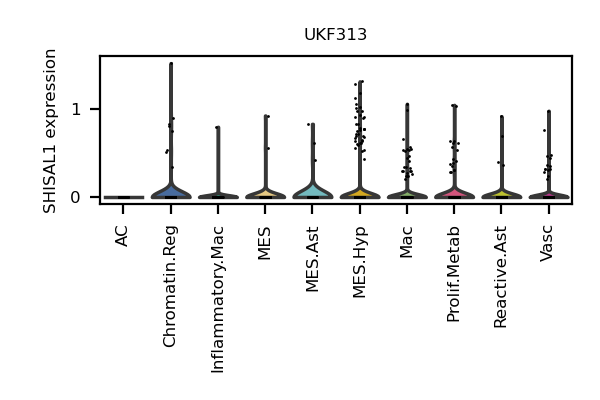 UKF313
SHISAL1 expression
1
0
AC
Chromatin.Reg
Inflammatory.Mac
MES
MES.Ast
MES.Hyp
Mac
Prolif.Metab
Reactive.Ast
Vasc